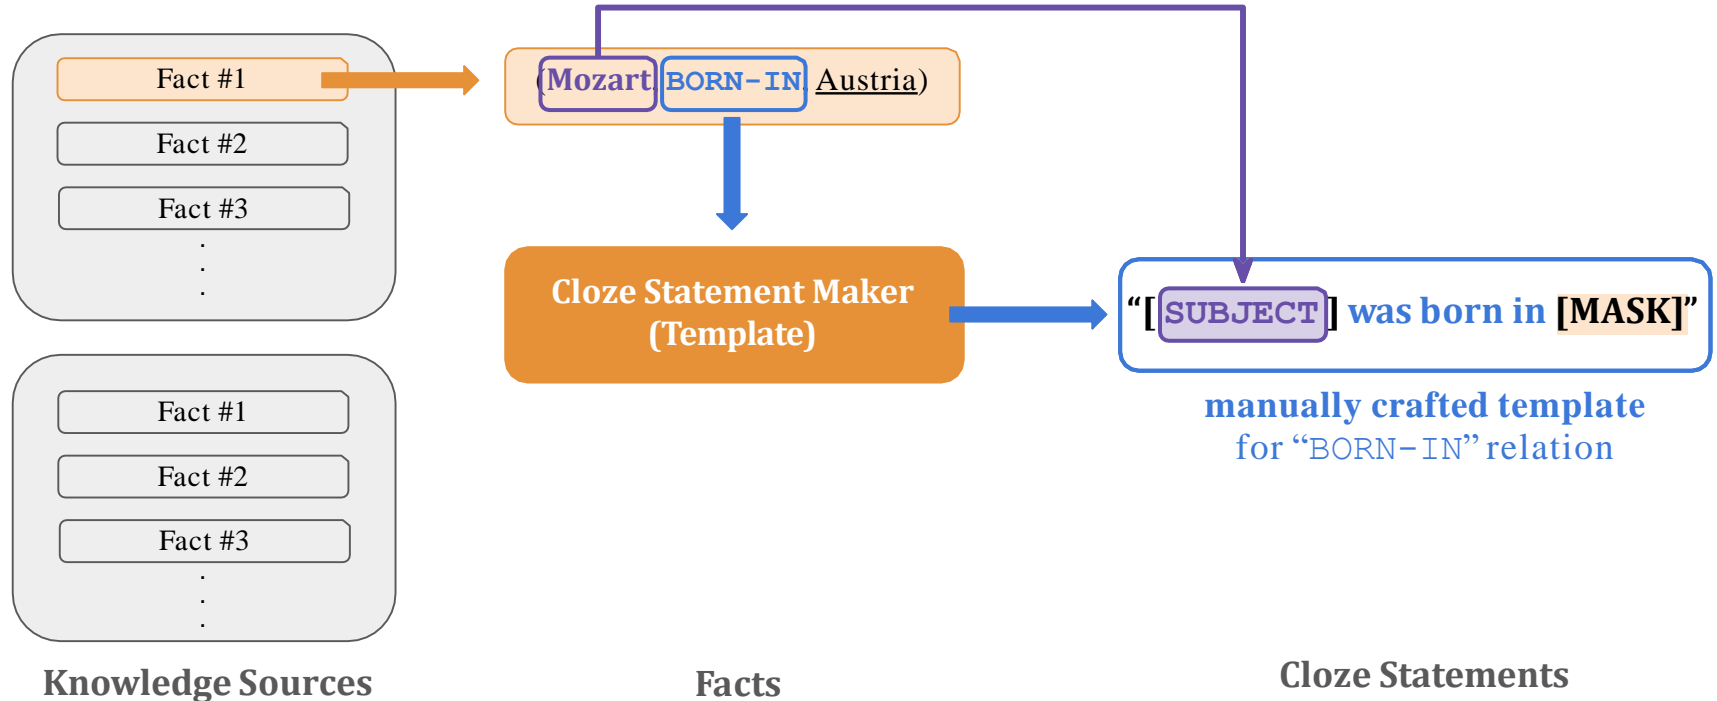 Fact #1
Fact #2
Fact #3
.
.
.
Fact #1
Fact #2
Fact #3
.
.
.
Knowledge Sources
(Mozart, BORN-IN, Austria)
Cloze Statement Maker
(Template)
Facts
“[SUBJECT] was born in [MASK]”
manually crafted template
for “BORN-IN” relation
Cloze Statements